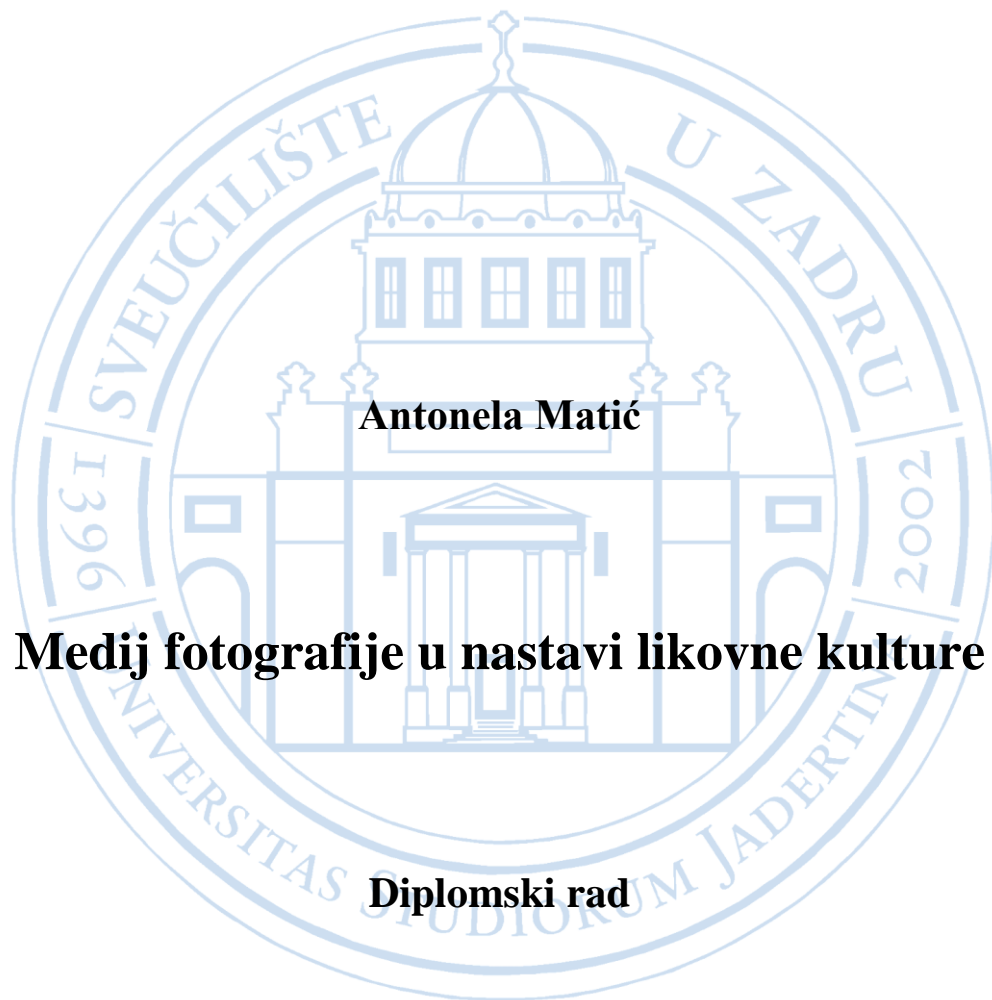 SVEUČILIŠTE U ZADRU
Antonela Matić
1396
2002
Medij fotografije u nastavi likovne kulture
Diplomski rad
UNIVERSITAS STUDIORUM JADERTINA